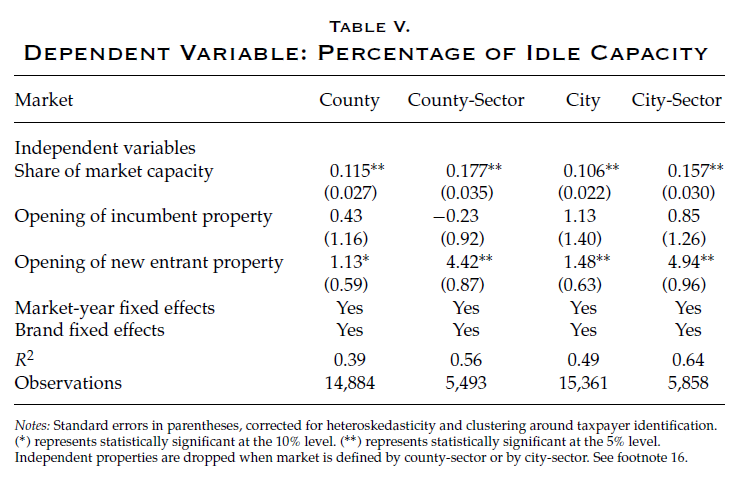 TABLE V.
DEPENDENT VARIABLE: PERCENTAGE OF IDLE CAPACITY
Market County County-Sector City City-Sector
Independent variables
Share of market capacity 0.115** 0.177** 0.106** 0.157**
(0.027) (0.035) (0.022) (0.030)
Opening of incumbent property 0.43 −0.23 1.13 0.85
(1.16) (0.92) (1.40) (1.26)
Opening of new entrant property 1.13* 4.42** 1.48** 4.94**
(0.59) (0.87) (0.63) (0.96)
Market-year fixed effects Yes Yes Yes Yes
Brand fixed effects Yes Yes Yes Yes
R² 0.39 0.56 0.49 0.64
Observations 14,884 5,493 15,361 5,858
Notes: Standard errors in parentheses, corrected for heteroskedasticity and clustering around taxpayer identification.
(*) represents statistically significant at the 10% level. (**) represents statistically significant at the 5% level.
Independent properties are dropped when market is defined by county-sector or by city-sector. See footnote 16.